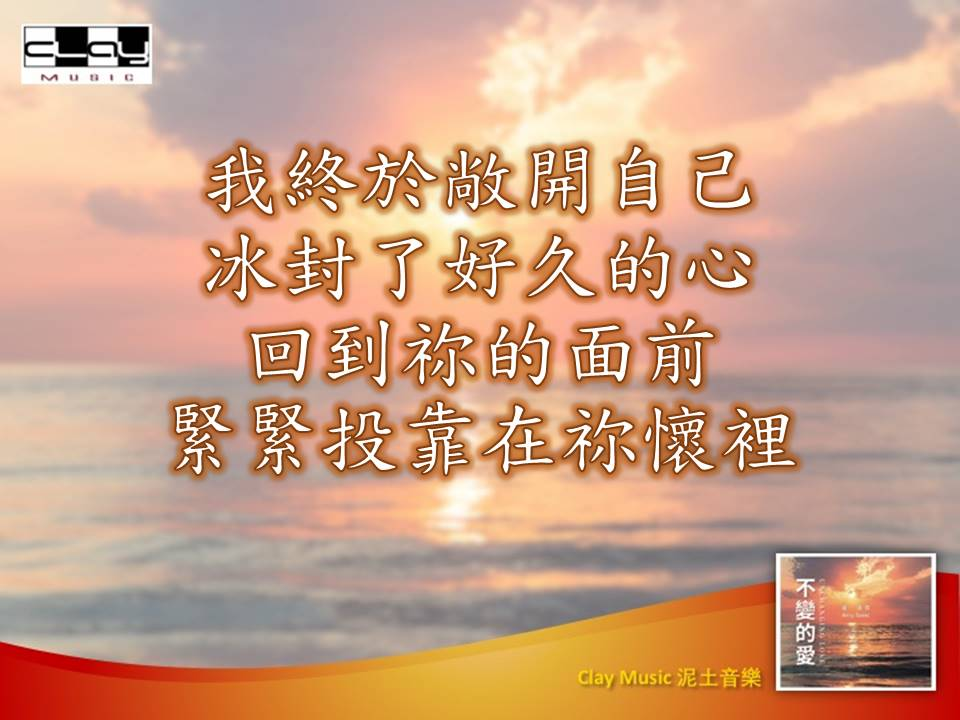 CLay
MUSIC
我終於敞開自己
冰封了好久的心
回到祢的面前
緊緊投靠在祢懷裡
不變的愛
UNCHANGING LOVE
Clay Music 泥土音樂